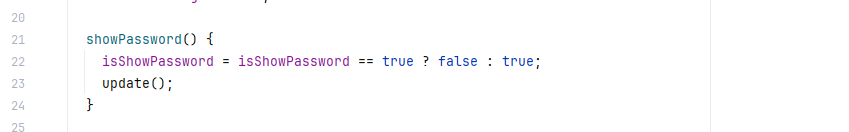 20
21 showPassword() {
22 isShowPassword = isShowPassword == true ? false : true;
23 update();
24 }
25